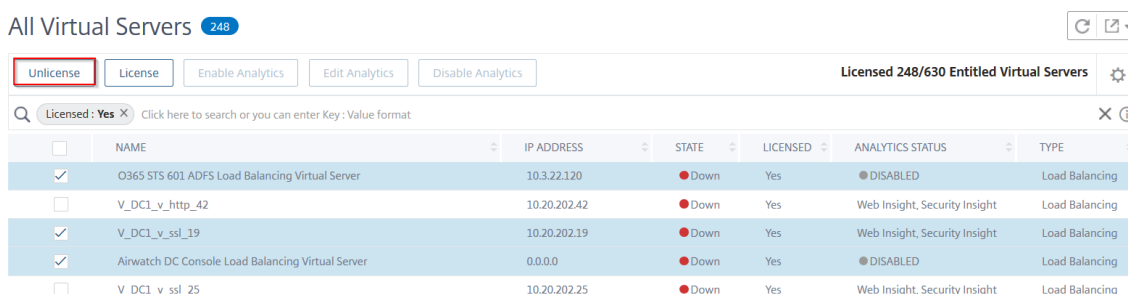 All Virtual Servers 248
Unlicense License Enable Analytics Edit Analytics Disable Analytics Licensed 248/630 Entitled Virtual Servers
Licensed : Yes × Click here to search or you can enter Key : Value format
NAME IP ADDRESS STATE LICENSED ANALYTICS STATUS TYPE
O365 STS 601 ADFS Load Balancing Virtual Server 10.3.22.120 Down Yes DISABLED Load Balancing
V_DC1_v_http_42 10.20.202.42 Down Yes Web Insight, Security Insight Load Balancing
V_DC1_v_ssl_19 10.20.202.19 Down Yes Web Insight, Security Insight Load Balancing
Airwatch DC Console Load Balancing Virtual Server 0.0.0.0 Down Yes DISABLED Load Balancing
V_DC1_v_ssl_25 10.20.202.25 Down Yes Web Insight, Security Insight Load Balancing